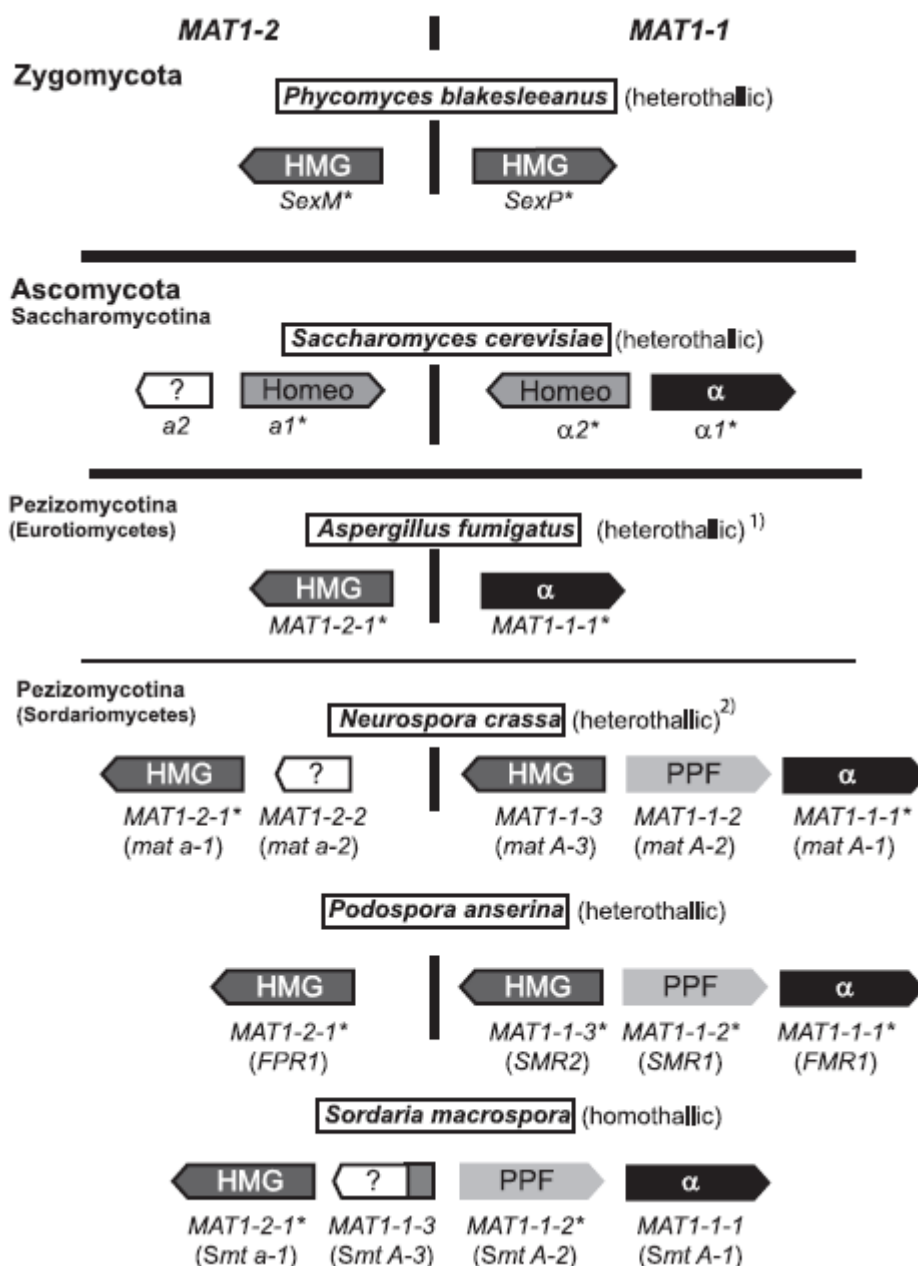 MAT1-2 MAT1-1
Zygomycota
Phycomyces blakesleeanus (heterothallic)
HMG HMG
SexM* SexP*
Ascomycota
Saccharomycotina
Saccharomyces cerevisiae (heterothallic)
? Homeo Homeo α
a2 a1* α2* α1*
Pezizomycotina
(Eurotiomycetes)
Aspergillus fumigatus (heterothallic) 1)
HMG α
MAT1-2-1* MAT1-1-1*
Pezizomycotina
(Sordariomycetes)
Neurospora crassa (heterothallic) 2)
HMG ? HMG PPF α
MAT1-2-1* MAT1-2-2 MAT1-1-3 MAT1-1-2 MAT1-1-1*
(mat a-1) (mat a-2) (mat A-3) (mat A-2) (mat A-1)
Podospora anserina (heterothallic)
HMG HMG PPF α
MAT1-2-1* MAT1-1-3* MAT1-1-2* MAT1-1-1*
(FPR1) (SMR2) (SMR1) (FMR1)
Sordaria macrospora (homothallic)
HMG ? PPF α
MAT1-2-1* MAT1-1-3 MAT1-1-2* MAT1-1-1
(Smt a-1) (Smt A-3) (Smt A-2) (Smt A-1)